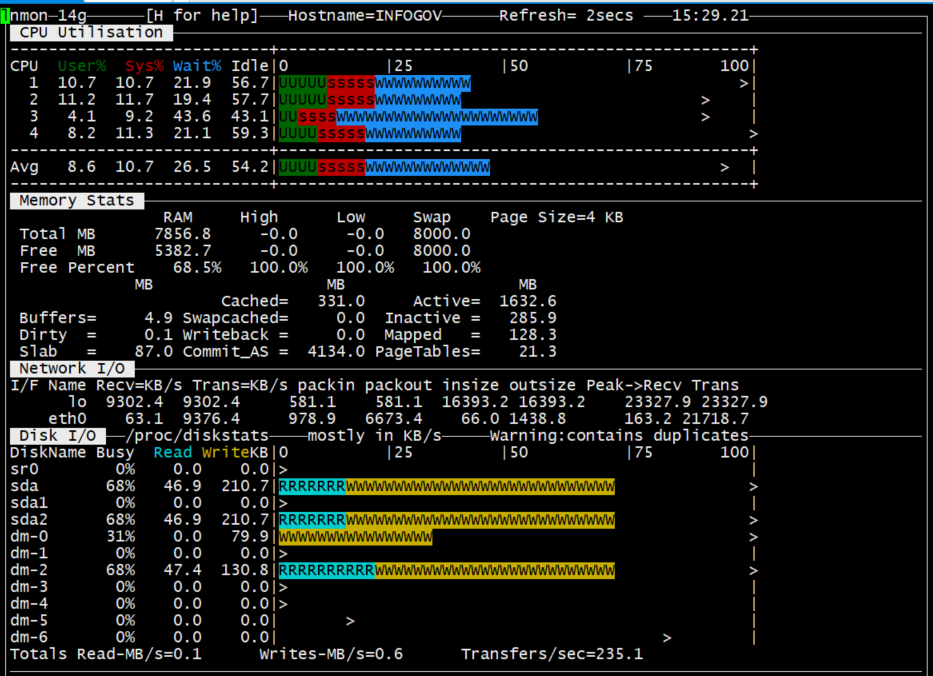 nmon-14g [H for help] Hostname=INFOGOV Refresh= 2secs 15:29.21
CPU Utilisation
CPU User% Sys% Wait% Idle|0 |25 |50 |75 100|
1 10.7 10.7 21.9 56.7|UUUUUsssssWWWWWWWWWW >|
2 11.2 11.7 19.4 57.7|UUUUUsssssWWWWWWWWW > |
3 4.1 9.2 43.6 43.1|UUssssWWWWWWWWWWWWWWWWWWWWW > |
4 8.2 11.3 21.1 59.3|UUUUsssssWWWWWWWWWW >
Avg 8.6 10.7 26.5 54.2|UUUUsssssWWWWWWWWWWWWW > |
Memory Stats
RAM High Low Swap Page Size=4 KB
Total MB 7856.8 -0.0 -0.0 8000.0
Free MB 5382.7 -0.0 -0.0 8000.0
Free Percent 68.5% 100.0% 100.0% 100.0%
MB MB MB
Cached= 331.0 Active= 1632.6
Buffers= 4.9 Swapcached= 0.0 Inactive = 285.9
Dirty = 0.1 Writeback = 0.0 Mapped = 128.3
Slab = 87.0 Commit_AS = 4134.0 PageTables= 21.3
Network I/O
I/F Name Recv=KB/s Trans=KB/s packin packout insize outsize Peak->Recv Trans
lo 9302.4 9302.4 581.1 581.1 16393.2 16393.2 23327.9 23327.9
eth0 63.1 9376.4 978.9 6673.4 66.0 1438.8 163.2 21718.7
Disk I/O /proc/diskstats mostly in KB/s Warning:contains duplicates
DiskName Busy Read WriteKB|0 |25 |50 |75 100|
sr0 0% 0.0 0.0|> |
sda 68% 46.9 210.7|RRRRRRRWWWWWWWWWWWWWWWWWWWWWWWWWWWW >
sda1 0% 0.0 0.0|> |
sda2 68% 46.9 210.7|RRRRRRRWWWWWWWWWWWWWWWWWWWWWWWWWWWW >
dm-0 31% 0.0 79.9|WWWWWWWWWWWWWWWW >
dm-1 0% 0.0 0.0|> |
dm-2 68% 47.4 130.8|RRRRRRRRRRWWWWWWWWWWWWWWWWWWWWWWWWW >
dm-3 0% 0.0 0.0|> |
dm-4 0% 0.0 0.0|> |
dm-5 0% 0.0 0.0| > |
dm-6 0% 0.0 0.0| > |
Totals Read-MB/s=0.1 Writes-MB/s=0.6 Transfers/sec=235.1